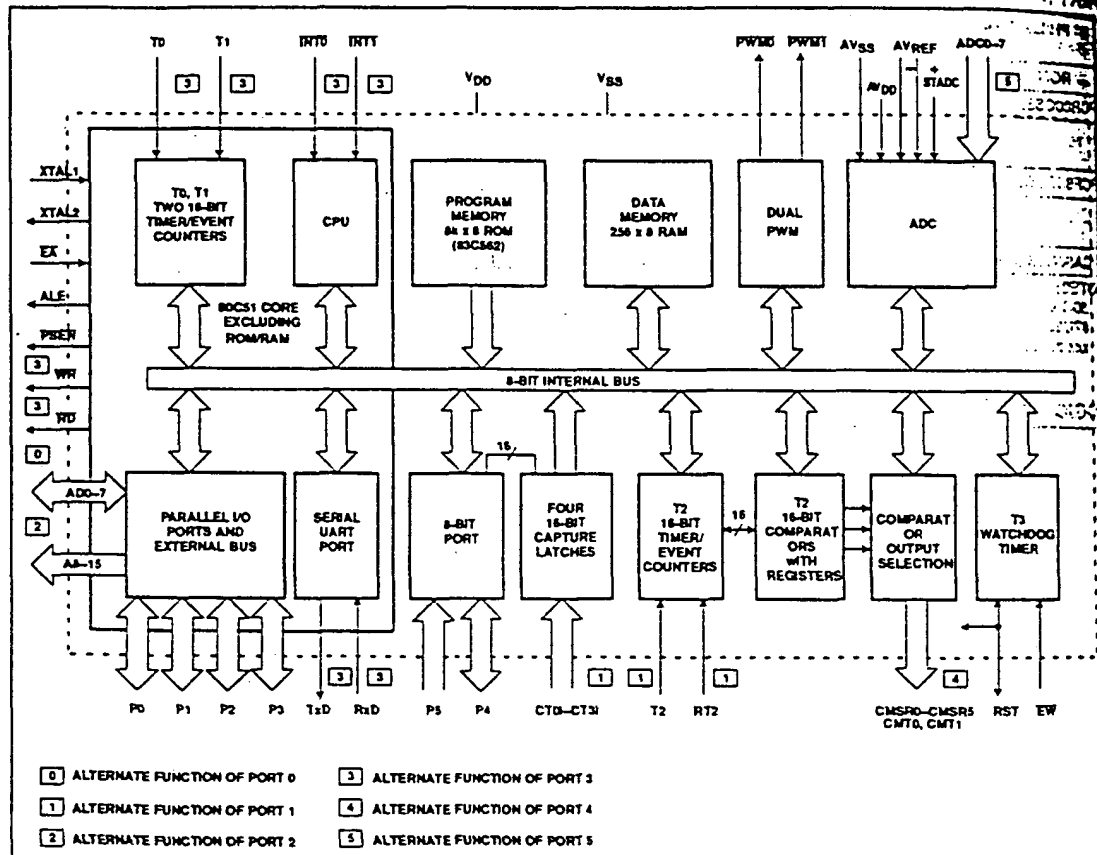 T0 T1 INT0 INT1 PWM0 PWM1 AVSS AVREF ADC0-7
3 3 3 3 VDD VSS AVDD - + STADC 5
XTAL1
XTAL2
EA
ALE
PSEN
3 WR
3 RD
0
AD0-7
2
A8-15
T0, T1
TWO 16-BIT
TIMER/EVENT
COUNTERS
CPU
PROGRAM
MEMORY
8k x 8 ROM
(83C562)
DATA
MEMORY
256 x 8 RAM
DUAL
PWM
ADC
80C51 CORE
EXCLUDING
ROM/RAM
8-BIT INTERNAL BUS
PARALLEL I/O
PORTS AND
EXTERNAL BUS
SERIAL
UART
PORT
8-BIT
PORT
16
FOUR
16-BIT
CAPTURE
LATCHES
T2
16-BIT
TIMER/
EVENT
COUNTERS
16
T2
16-BIT
COMPARAT
ORS
with
REGISTERS
COMPARAT
OR
OUTPUT
SELECTION
T3
WATCHDOG
TIMER
3 3 1 1 1 4
P0 P1 P2 P3 TxD RxD P5 P4 CT0I-CT3I T2 RT2 CMSR0-CMSR5 RST EW
CMT0, CMT1
0 ALTERNATE FUNCTION OF PORT 0 3 ALTERNATE FUNCTION OF PORT 3
1 ALTERNATE FUNCTION OF PORT 1 4 ALTERNATE FUNCTION OF PORT 4
2 ALTERNATE FUNCTION OF PORT 2 5 ALTERNATE FUNCTION OF PORT 5